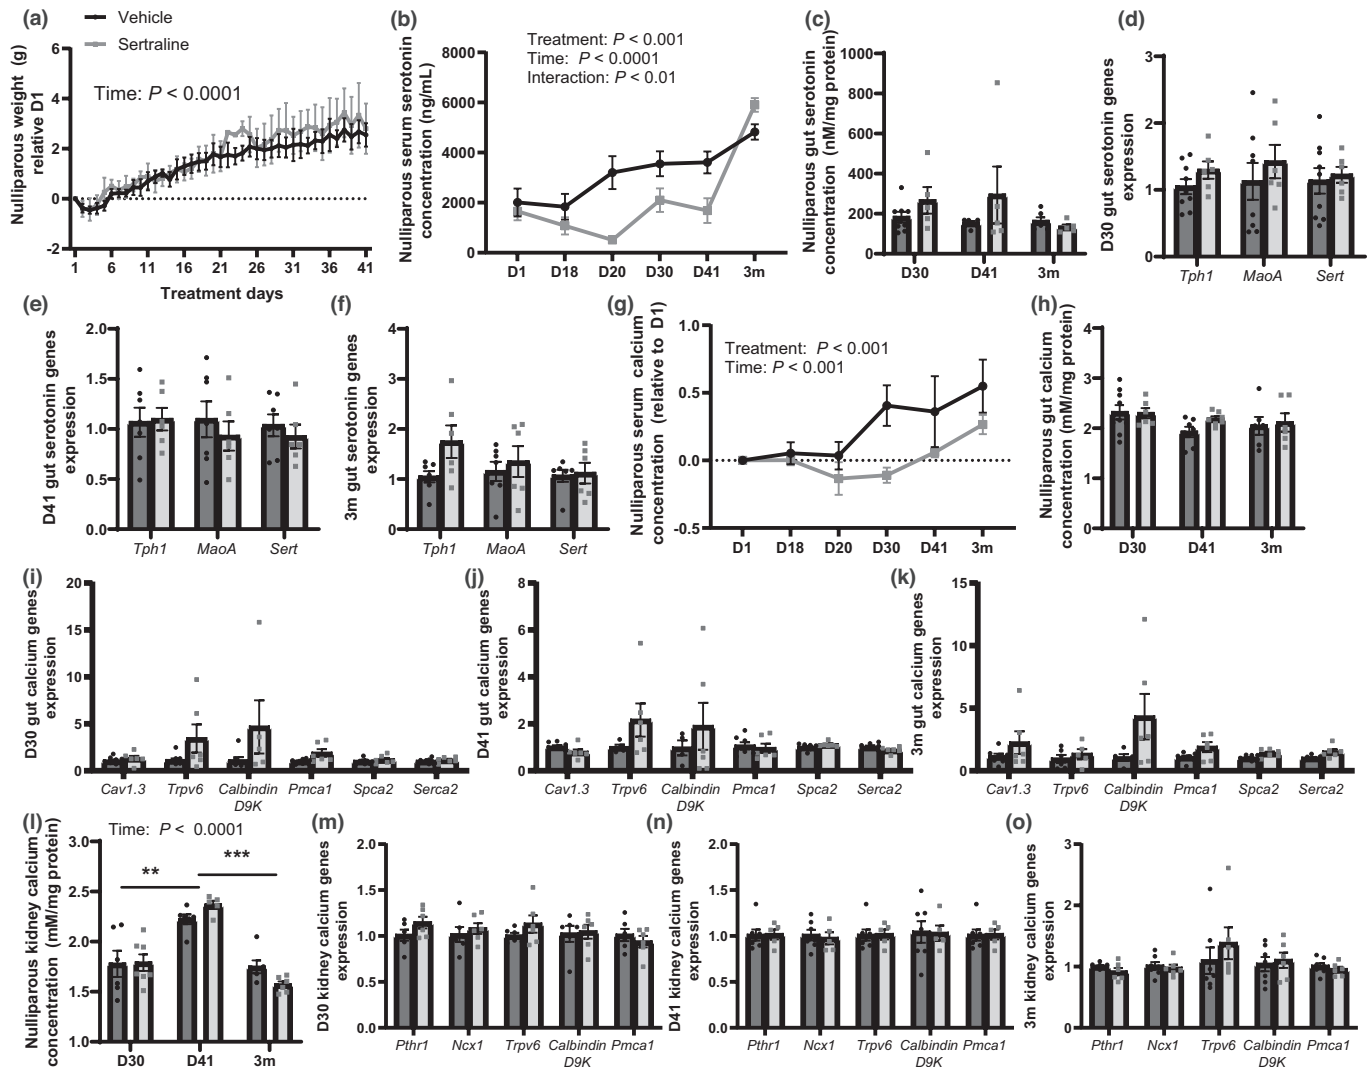 (a)
Vehicle
Sertraline
Nulliparous weight (g)
relative D1
6
4
2
0
-2
Time: P < 0.0001
1 6 11 16 21 26 31 36 41
Treatment days
(b)
Nulliparous serum serotonin
concentration (ng/mL)
8000
6000
4000
2000
0
Treatment: P < 0.001
Time: P < 0.0001
Interaction: P < 0.01
D1 D18 D20 D30 D41 3m
(c)
Nulliparous gut serotonin
concentration (nM/mg protein)
1000
800
600
400
200
0
D30 D41 3m
(d)
D30 gut serotonin genes
expression
3
2
1
0
Tph1 MaoA Sert
(e)
D41 gut serotonin genes
expression
2.0
1.5
1.0
0.5
0.0
Tph1 MaoA Sert
(f)
3m gut serotonin genes
expression
4
3
2
1
0
Tph1 MaoA Sert
(g)
Nulliparous serum calcium
concentration (relative to D1)
1.0
0.5
0.0
-0.5
Treatment: P < 0.001
Time: P < 0.001
D1 D18 D20 D30 D41 3m
(h)
Nulliparous gut calcium
concentration (nM/mg protein)
4
3
2
1
0
D30 D41 3m
(i)
D30 gut calcium genes
expression
20
15
10
5
0
Cav1.3 Trpv6 Calbindin Pmca1 Spca2 Serca2
D9K
(j)
D41 gut calcium genes
expression
8
6
4
2
0
Cav1.3 Trpv6 Calbindin Pmca1 Spca2 Serca2
D9K
(k)
3m gut calcium genes
expression
15
10
5
0
Cav1.3 Trpv6 Calbindin Pmca1 Spca2 Serca2
D9K
(l)
Nulliparous kidney calcium
concentration (mM/mg protein)
3.0
2.5
2.0
1.5
1.0
Time: P < 0.0001
** ***
D30 D41 3m
(m)
D30 kidney calcium genes
expression
2.0
1.5
1.0
0.5
0.0
Pthr1 Ncx1 Trpv6 Calbindin Pmca1
D9K
(n)
D41 kidney calcium genes
expression
2.0
1.5
1.0
0.5
0.0
Pthr1 Ncx1 Trpv6 Calbindin Pmca1
D9K
(o)
3m kidney calcium genes
expression
3
2
1
0
Pthr1 Ncx1 Trpv6 Calbindin Pmca1
D9K